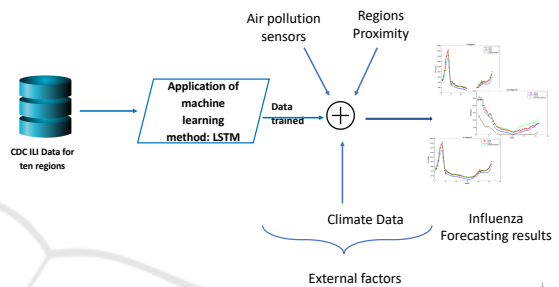 Air pollution
sensors
Regions
Proximity
Application of
machine
learning
method: LSTM
Data
trained
CDC ILI Data for
ten regions
Climate Data
Influenza
Forecasting results
External factors
1